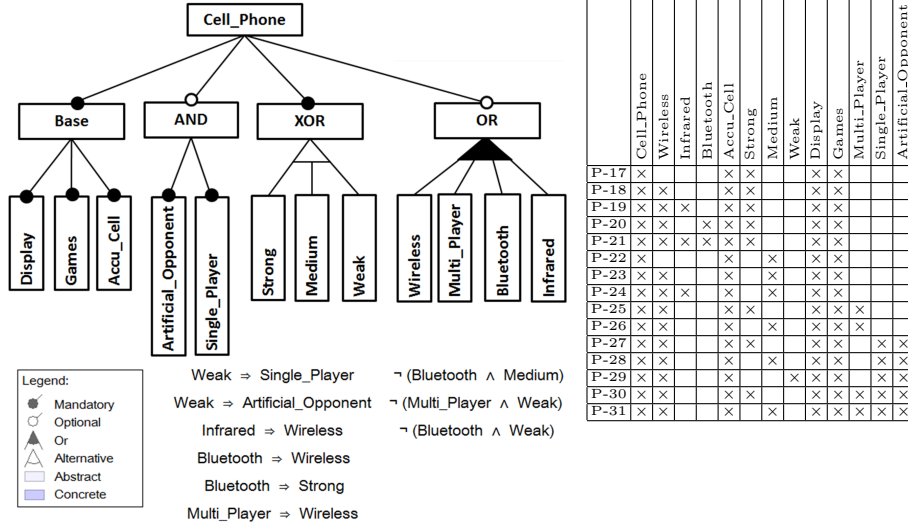 Cell_Phone
Base
AND
XOR
OR
Display
Games
Accu_Cell
Artificial_Opponent
Single_Player
Strong
Medium
Weak
Wireless
Multi_Player
Bluetooth
Infrared
Legend:
Mandatory
Optional
Or
Alternative
Abstract
Concrete
Weak ⇒ Single_Player
Weak ⇒ Artificial_Opponent
Infrared ⇒ Wireless
Bluetooth ⇒ Wireless
Bluetooth ⇒ Strong
Multi_Player ⇒ Wireless
¬ (Bluetooth ∧ Medium)
¬ (Multi_Player ∧ Weak)
¬ (Bluetooth ∧ Weak)
Cell_Phone
Wireless
Infrared
Bluetooth
Accu_Cell
Strong
Medium
Weak
Display
Games
Multi_Player
Single_Player
Artificial_Opponent
P-17 × × × × ×
P-18 × × × × × ×
P-19 × × × × × × ×
P-20 × × × × × × ×
P-21 × × × × × × × ×
P-22 × × × × ×
P-23 × × × × × ×
P-24 × × × × × × ×
P-25 × × × × × × ×
P-26 × × × × × × ×
P-27 × × × × × × × ×
P-28 × × × × × × × ×
P-29 × × × × × × × ×
P-30 × × × × × × × × ×
P-31 × × × × × × × × ×